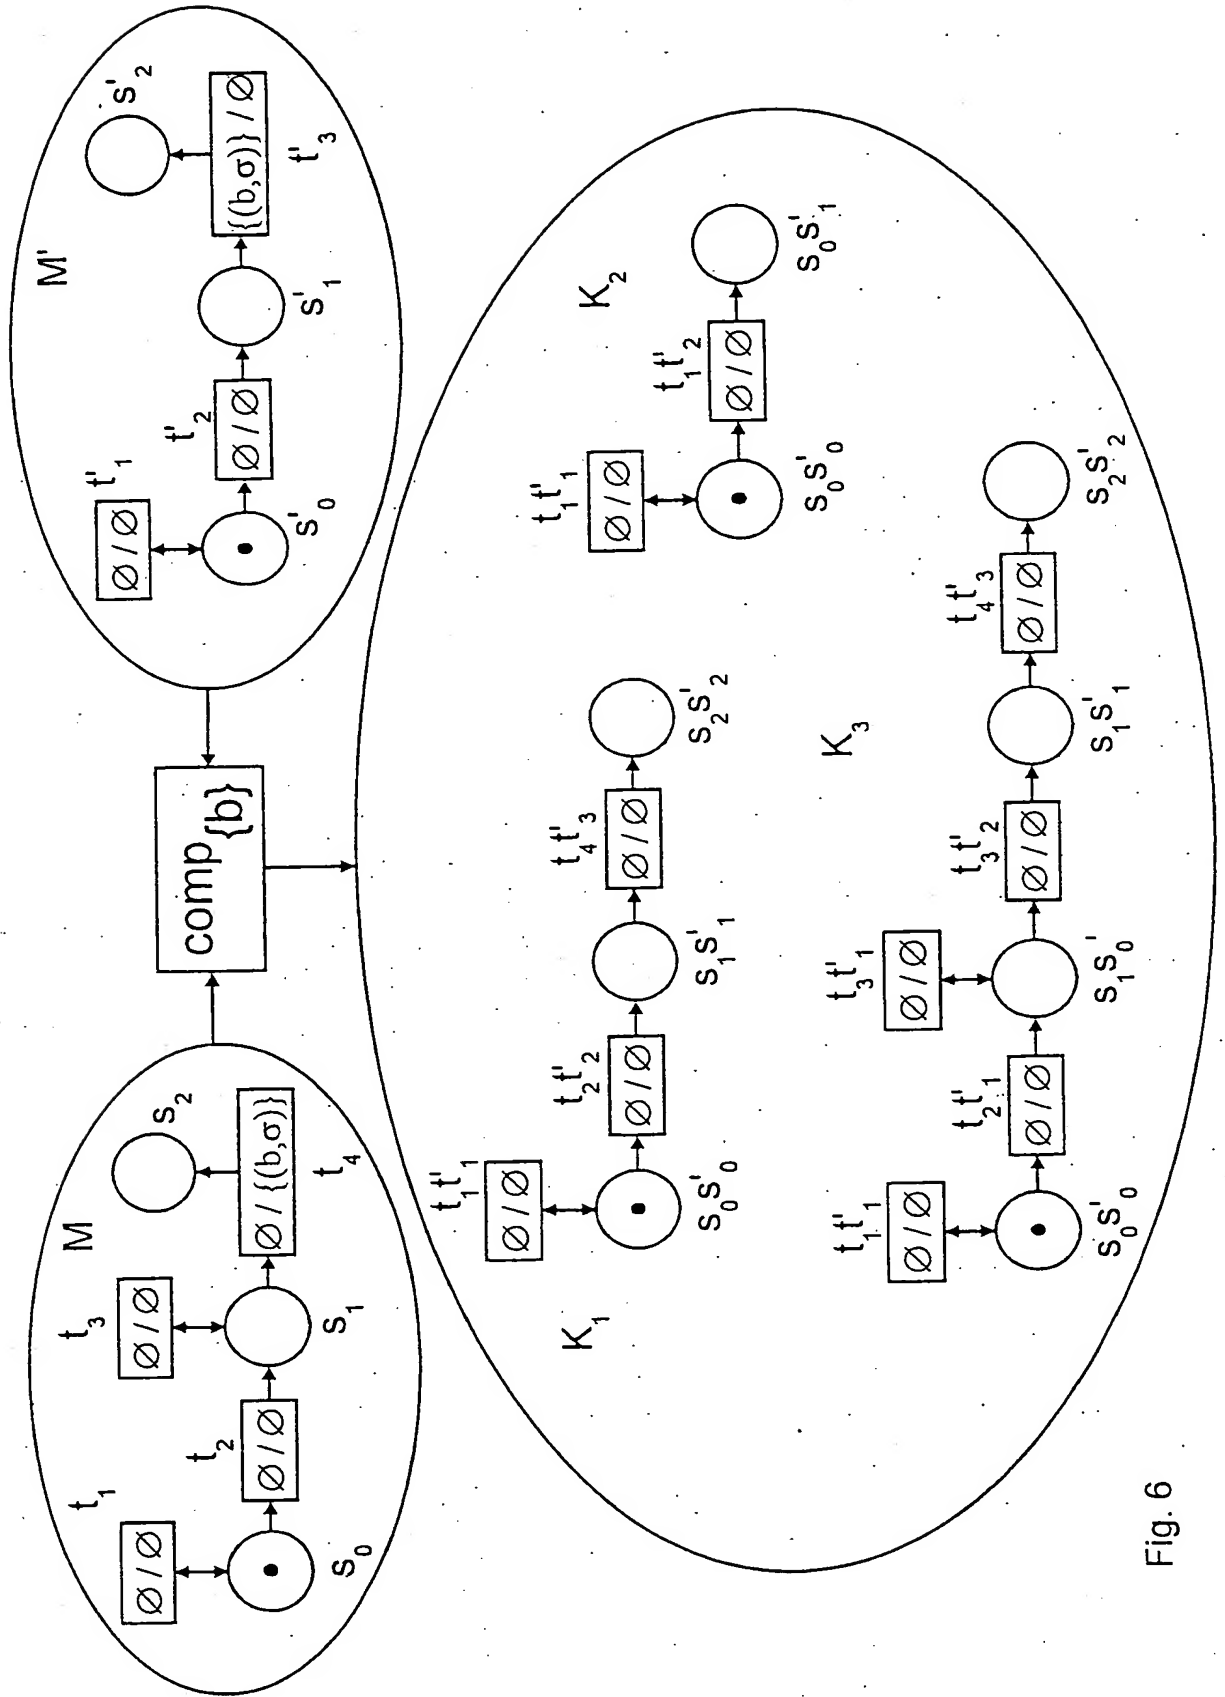 M
t₁
∅ / ∅
s₀
t₂
∅ / ∅
t₃
∅ / ∅
s₁
t₄
∅ / {(b,σ)}
s₂
comp{b}
M'
t'₁
∅ / ∅
s'₀
t'₂
∅ / ∅
s'₁
{(b,σ)} / ∅
t'₃
s'₂
K₁
t₁t'₁
∅ / ∅
s₀s'₀
t₂t'₂
∅ / ∅
s₁s'₁
t₄t'₃
∅ / ∅
s₂s'₂
K₂
t₁t'₁
∅ / ∅
s₀s'₀
t₁t'₂
∅ / ∅
s₀s'₁
K₃
t₁t'₁
∅ / ∅
s₀s'₀
t₂t'₁
∅ / ∅
t₃t'₁
∅ / ∅
s₁s'₀
t₃t'₂
∅ / ∅
s₁s'₁
t₄t'₃
∅ / ∅
s₂s'₂
Fig. 6